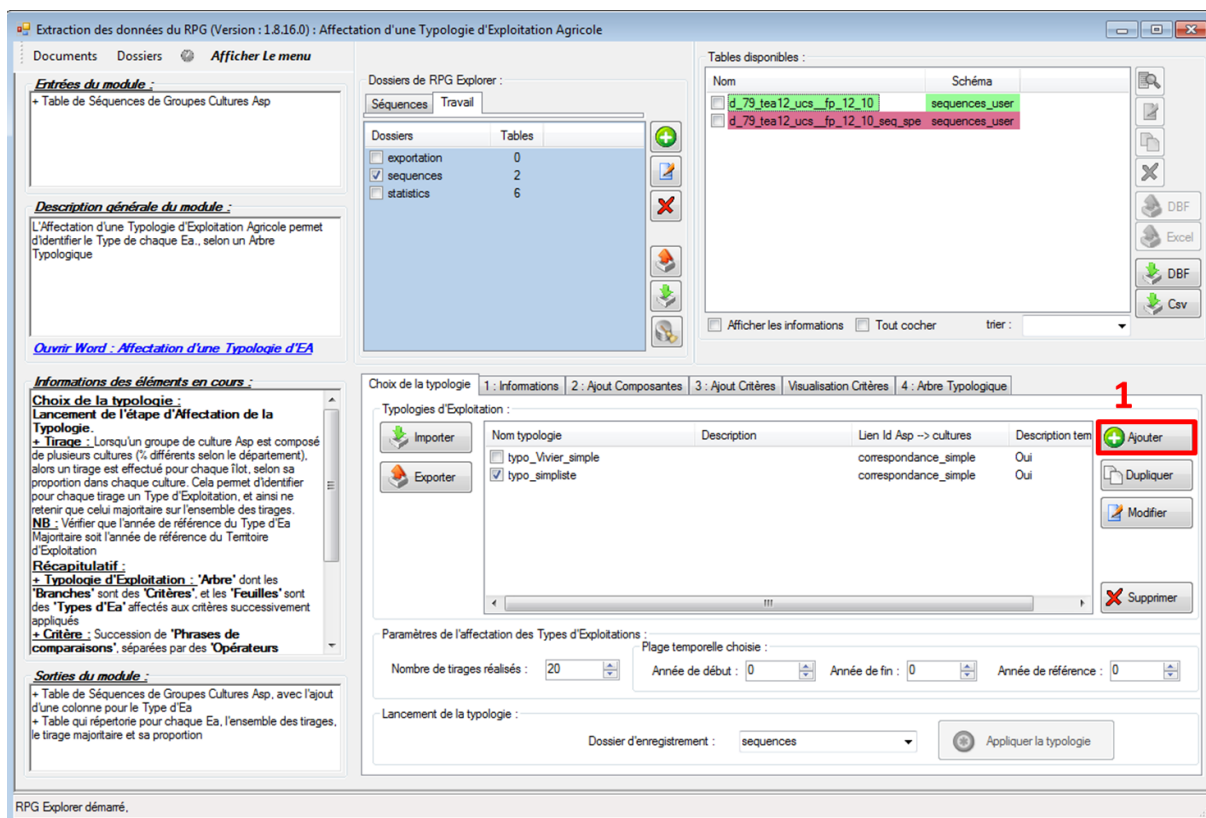 Extraction des données du RPG (Version : 1.8.16.0) : Affectation d'une Typologie d'Exploitation Agricole
Documents Dossiers Afficher Le menu
Entrées du module :
+ Table de Séquences de Groupes Cultures Asp
Description générale du module :
L'Affectation d'une Typologie d'Exploitation Agricole permet
d'identifier le Type de chaque Ea., selon un Arbre
Typologique
Ouvrir Word : Affectation d'une Typologie d'EA
Dossiers de RPG Explorer :
Séquences Travail
Dossiers Tables
exportation 0
sequences 2
statistics 6
Tables disponibles :
Nom Schéma
d_79_tea12_ucs__fp_12_10 sequences_user
d_79_tea12_ucs__fp_12_10_seq_spe sequences_user
DBF
Excel
DBF
Csv
Afficher les informations Tout cocher trier :
Informations des éléments en cours :
Choix de la typologie :
Lancement de l'étape d'Affectation de la
Typologie.
+ Tirage : Lorsqu'un groupe de culture Asp est composé
de plusieurs cultures (% différents selon le département),
alors un tirage est effectué pour chaque îlot, selon sa
proportion dans chaque culture. Cela permet d'identifier
pour chaque tirage un Type d'Exploitation, et ainsi ne
retenir que celui majoritaire sur l'ensemble des tirages.
NB : Vérifier que l'année de référence du Type d'Ea
Majoritaire soit l'année de référence du Territoire
d'Exploitation
Récapitulatif :
+ Typologie d'Exploitation : 'Arbre' dont les
'Branches' sont des 'Critères', et les 'Feuilles' sont
des 'Types d'Ea' affectés aux critères successivement
appliqués
+ Critère : Succession de 'Phrases de
comparaisons', séparées par des 'Opérateurs
Sorties du module :
+ Table de Séquences de Groupes Cultures Asp, avec l'ajout
d'une colonne pour le Type d'Ea
+ Table qui répertorie pour chaque Ea, l'ensemble des tirages,
le tirage majoritaire et sa proportion
Choix de la typologie 1 : Informations 2 : Ajout Composantes 3 : Ajout Critères Visualisation Critères 4 : Arbre Typologique
1
Typologies d'Exploitation :
Importer
Exporter
Nom typologie Description Lien Id Asp --> cultures Description tem
typo_Vivier_simple correspondance_simple Oui
typo_simpliste correspondance_simple Oui
Ajouter
Dupliquer
Modifier
Supprimer
Paramètres de l'affectation des Types d'Exploitations :
Plage temporelle choisie :
Nombre de tirages réalisés : 20 Année de début : 0 Année de fin : 0 Année de référence : 0
Lancement de la typologie :
Dossier d'enregistrement : sequences Appliquer la typologie
RPG Explorer démarré,